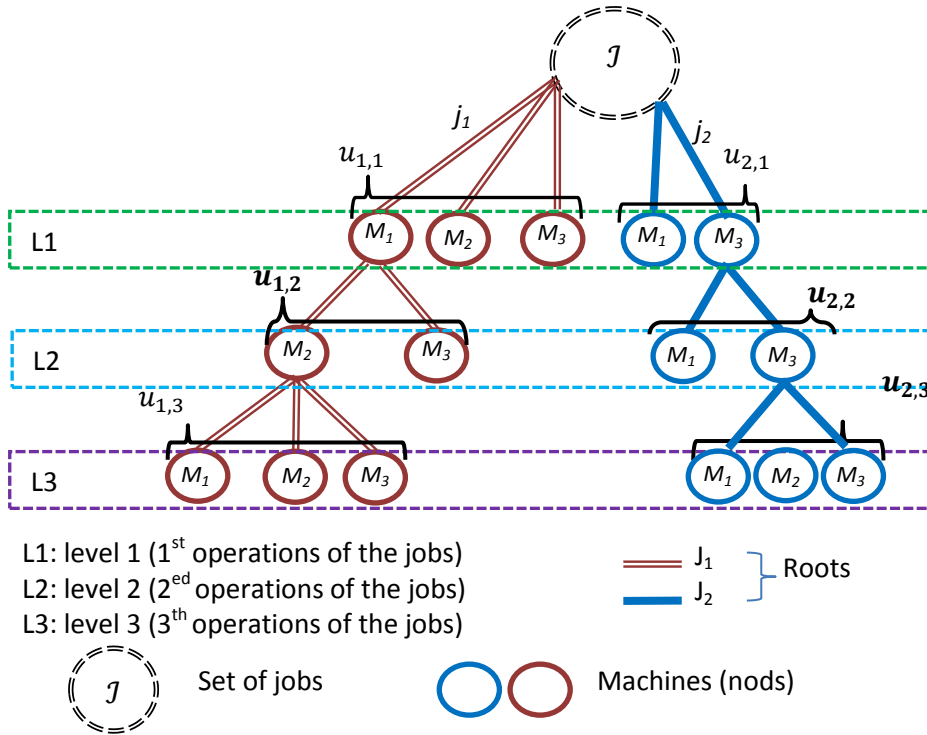 𝒥
j₁
j₂
u₁,₁
u₂,₁
L1
M₁
M₂
M₃
M₁
M₃
u₁,₂
u₂,₂
L2
M₂
M₃
M₁
M₃
u₁,₃
u₂,₃
L3
M₁
M₂
M₃
M₁
M₂
M₃
L1: level 1 (1ˢᵗ operations of the jobs)
L2: level 2 (2ᵉᵈ operations of the jobs)
L3: level 3 (3ᵗʰ operations of the jobs)
J₁
J₂
Roots
𝒥
Set of jobs
Machines (nods)